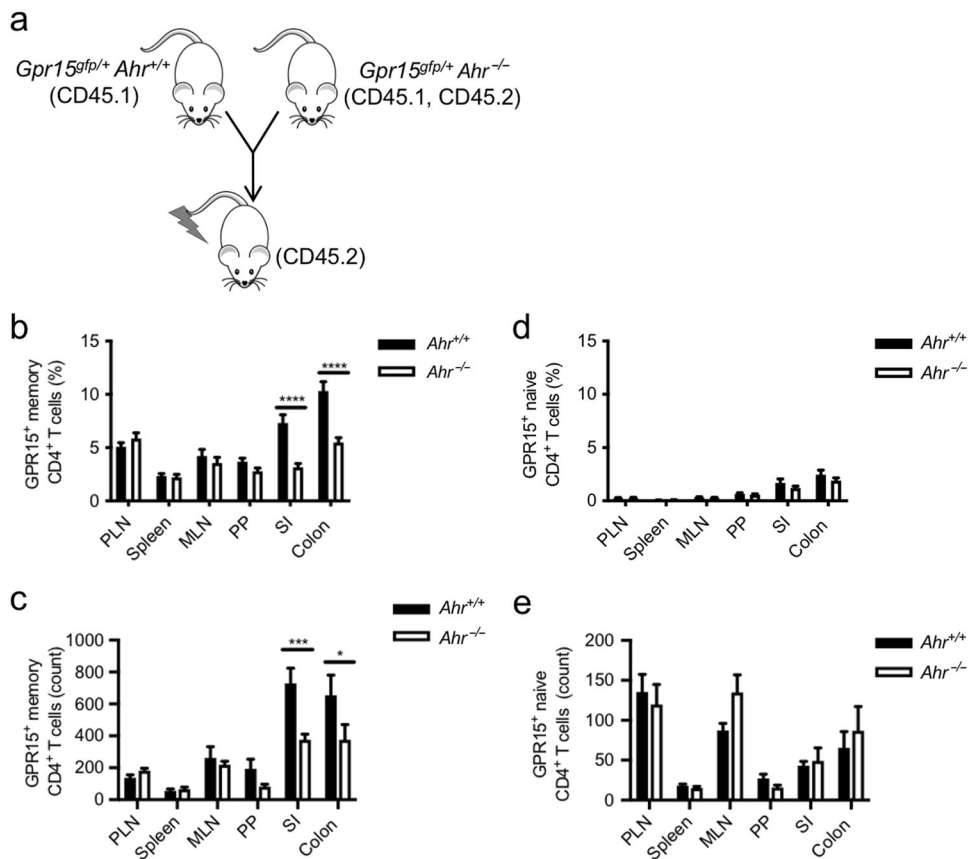 a
Gpr15gfp/+ Ahr+/+
(CD45.1)
Gpr15gfp/+ Ahr−/−
(CD45.1, CD45.2)
(CD45.2)
b
GPR15+ memory
CD4+ T cells (%)
15
10
5
0
****
****
Ahr+/+
Ahr−/−
PLN
Spleen
MLN
PP
SI
Colon
d
GPR15+ naive
CD4+ T cells (%)
15
10
5
0
Ahr+/+
Ahr−/−
PLN
Spleen
MLN
PP
SI
Colon
c
GPR15+ memory
CD4+ T cells (count)
1000
800
600
400
200
0
***
*
Ahr+/+
Ahr−/−
PLN
Spleen
MLN
PP
SI
Colon
e
GPR15+ naive
CD4+ T cells (count)
200
150
100
50
0
Ahr+/+
Ahr−/−
PLN
Spleen
MLN
PP
SI
Colon